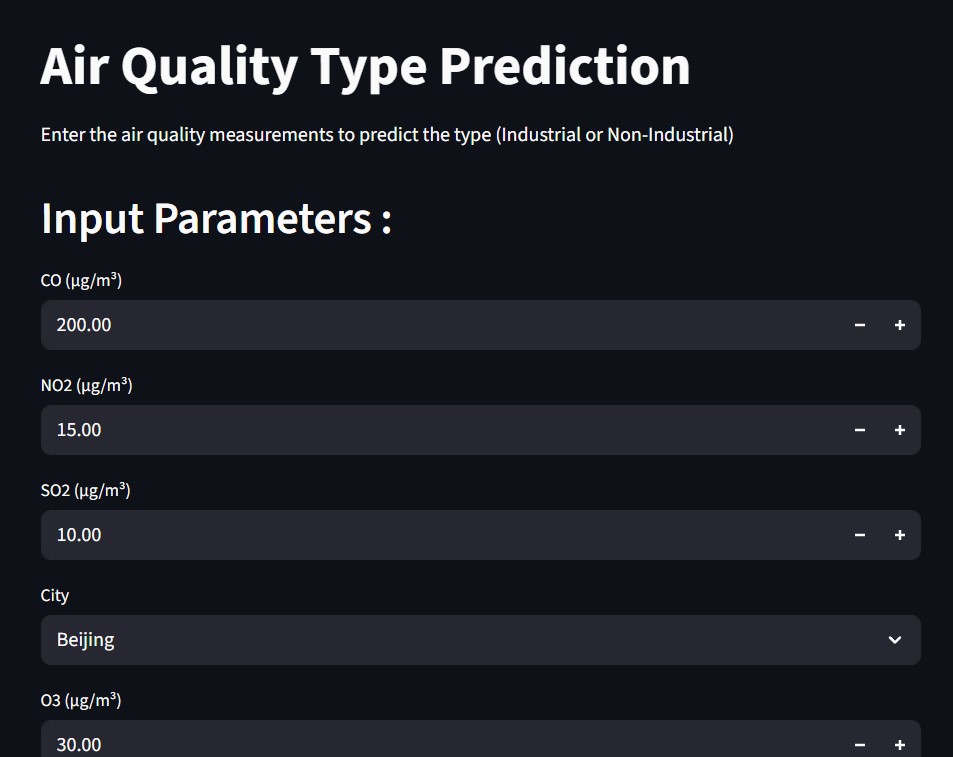 Air Quality Type Prediction
Enter the air quality measurements to predict the type (Industrial or Non-Industrial)
Input Parameters :
CO (µg/m³)
200.00
NO2 (µg/m³)
15.00
SO2 (µg/m³)
10.00
City
Beijing
O3 (µg/m³)
30.00